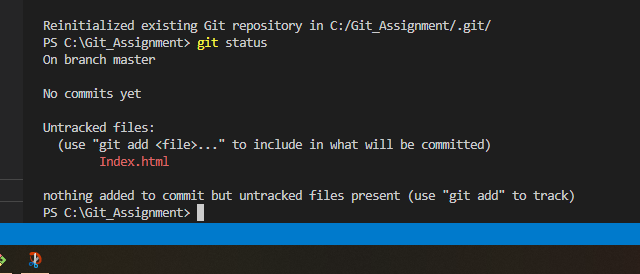 Reinitialized existing Git repository in C:/Git_Assignment/.git/
PS C:\Git_Assignment> git status
On branch master
No commits yet
Untracked files:
(use "git add <file>..." to include in what will be committed)
Index.html
nothing added to commit but untracked files present (use "git add" to track)
PS C:\Git_Assignment>